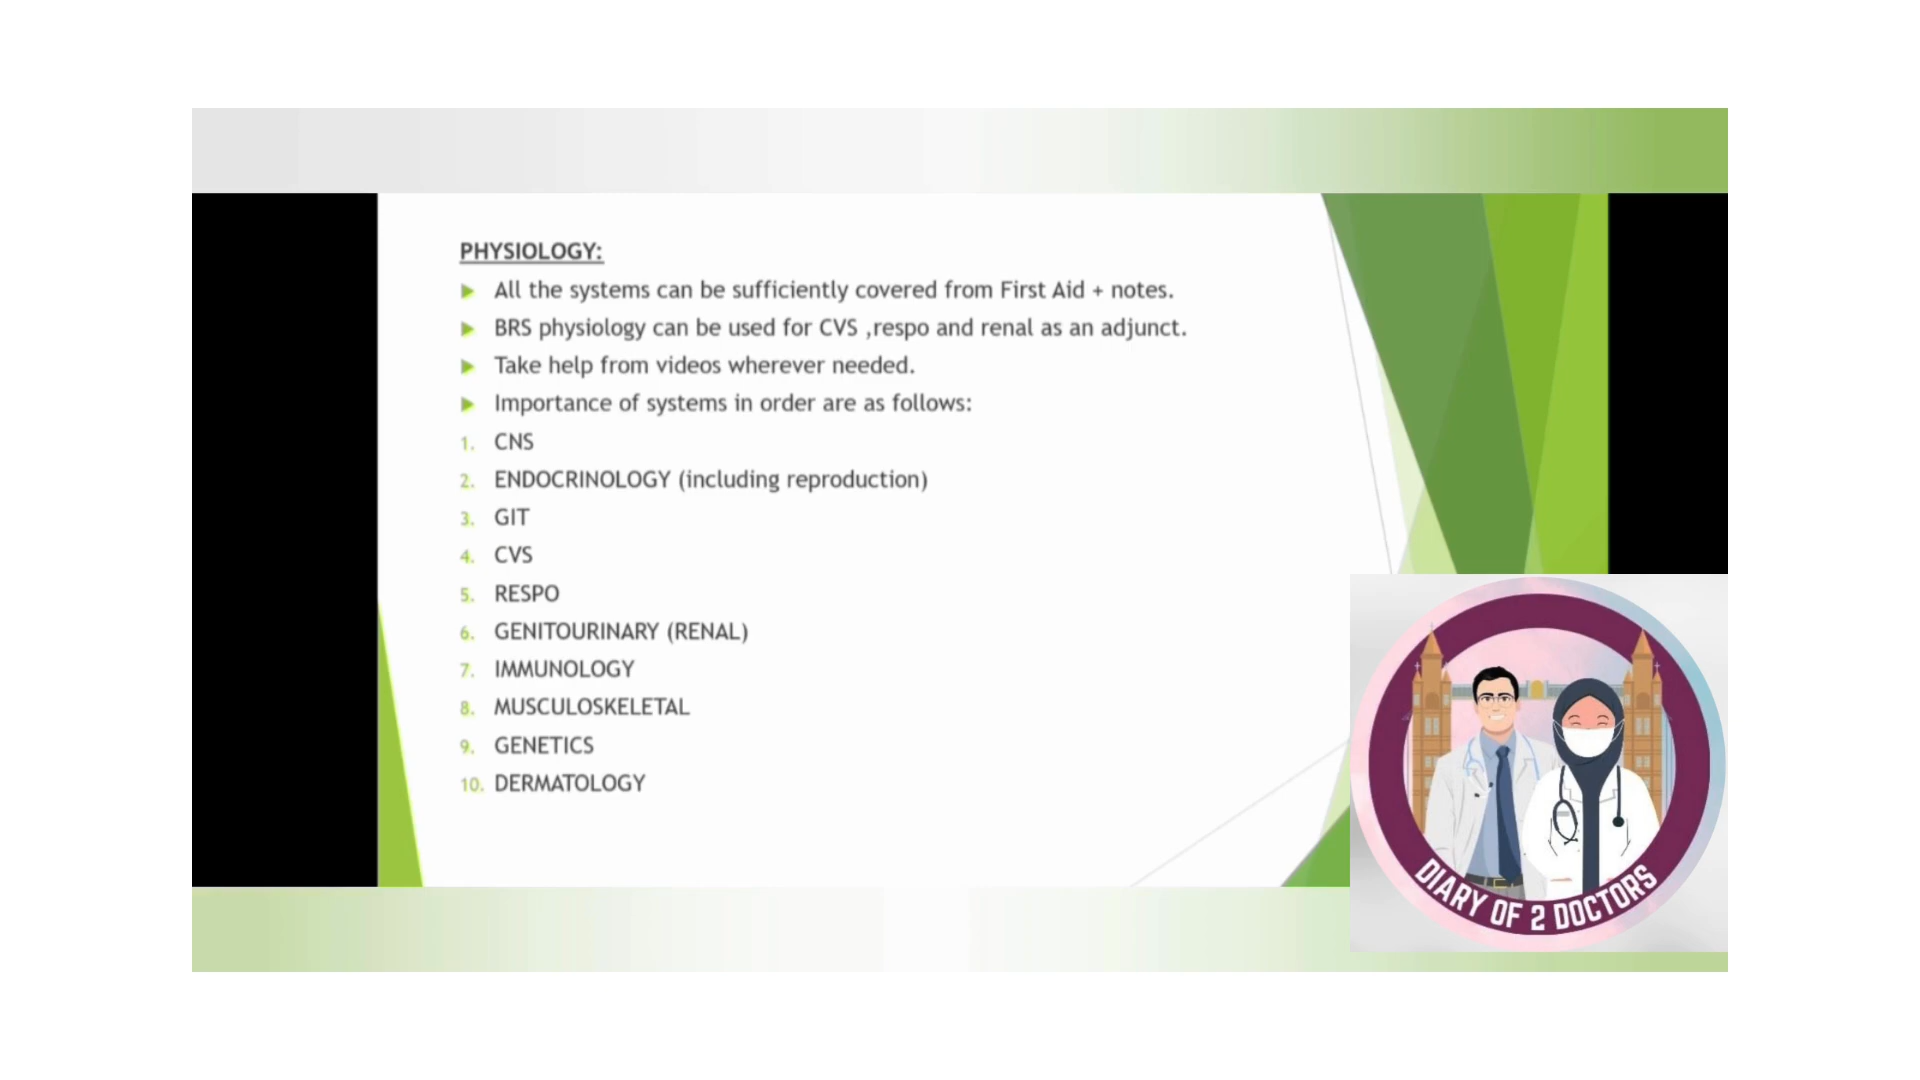 PHYSIOLOGY:
All the systems can be sufficiently covered from First Aid + notes.
BRS physiology can be used for CVS ,respo and renal as an adjunct.
Take help from videos wherever needed.
Importance of systems in order are as follows:
1. CNS
2. ENDOCRINOLOGY (including reproduction)
3. GIT
4. CVS
5. RESPO
6. GENITOURINARY (RENAL)
7. IMMUNOLOGY
8. MUSCULOSKELETAL
9. GENETICS
10. DERMATOLOGY
DIARY OF 2 DOCTORS